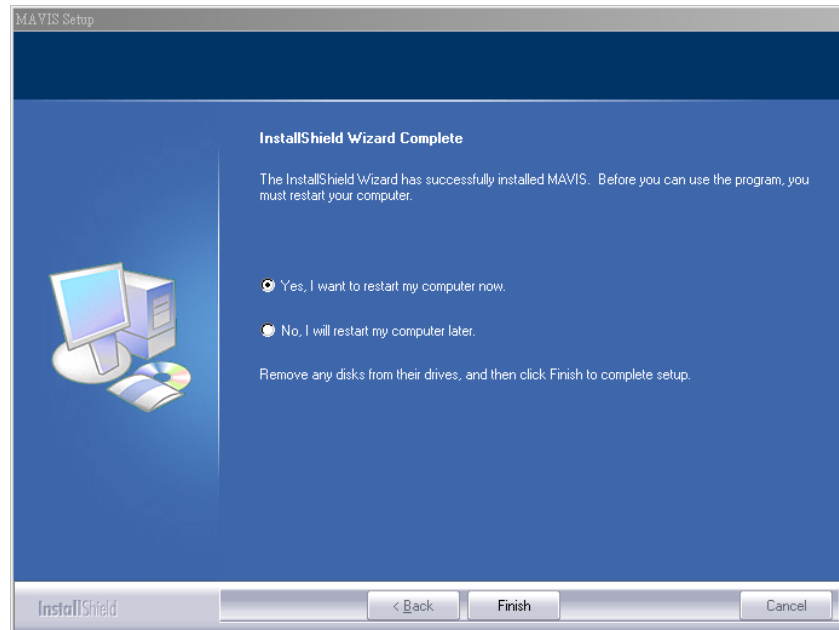 MAVIS Setup
InstallShield Wizard Complete
The InstallShield Wizard has successfully installed MAVIS. Before you can use the program, you
must restart your computer.
Yes, I want to restart my computer now.
No, I will restart my computer later.
Remove any disks from their drives, and then click Finish to complete setup.
InstallShield
< Back
Finish
Cancel